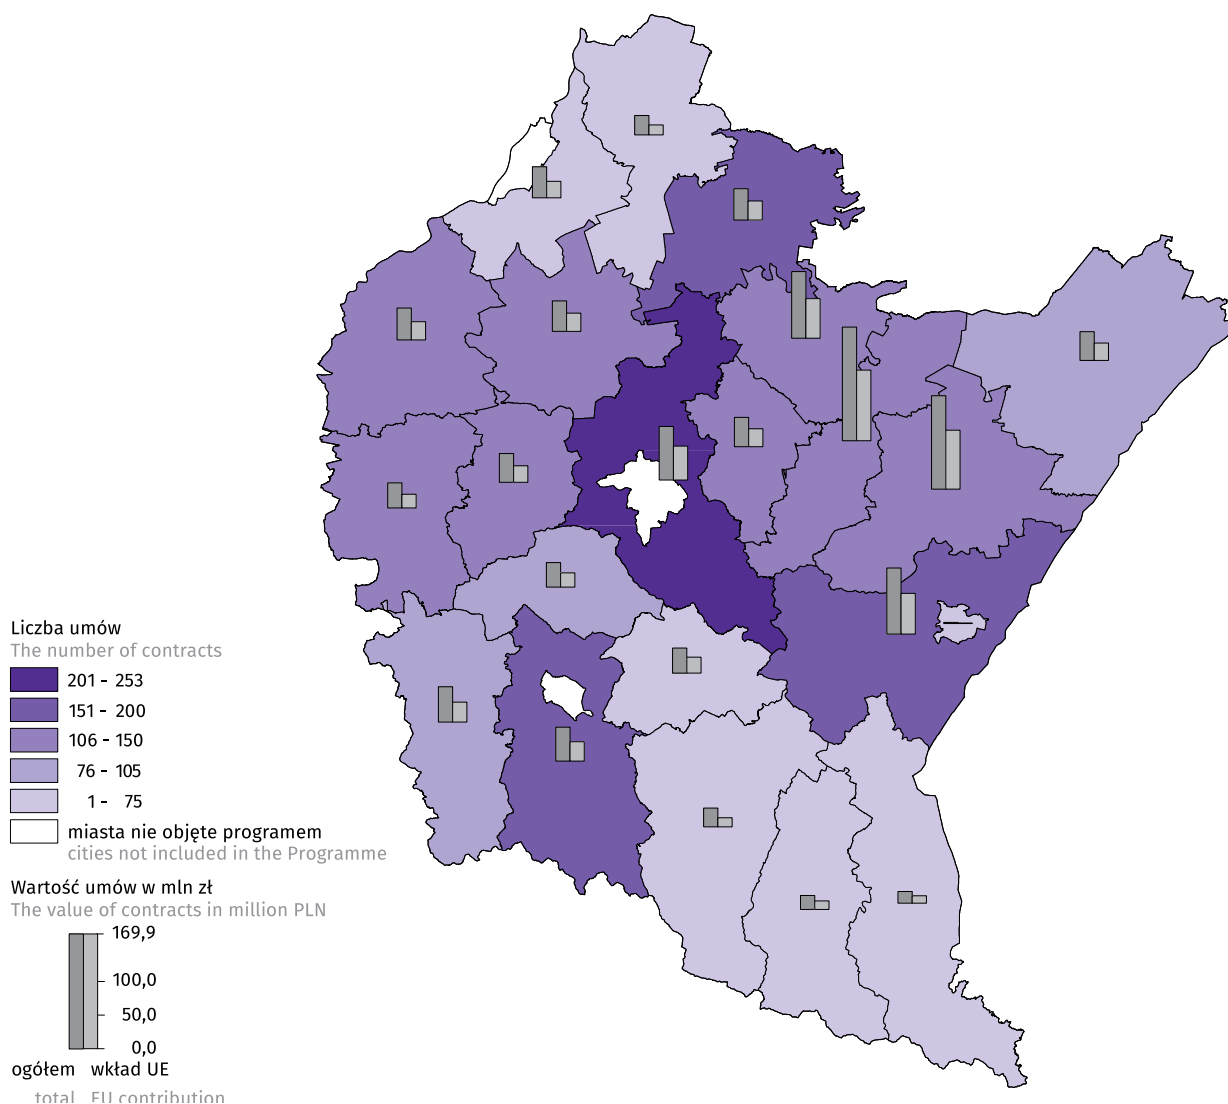 Liczba umów
The number of contracts
201 - 253
151 - 200
106 - 150
76 - 105
1 - 75
miasta nie objęte programem
cities not included in the Programme
Wartość umów w mln zł
The value of contracts in million PLN
169,9
100,0
50,0
0,0
ogółem wkład UE
total EU contribution